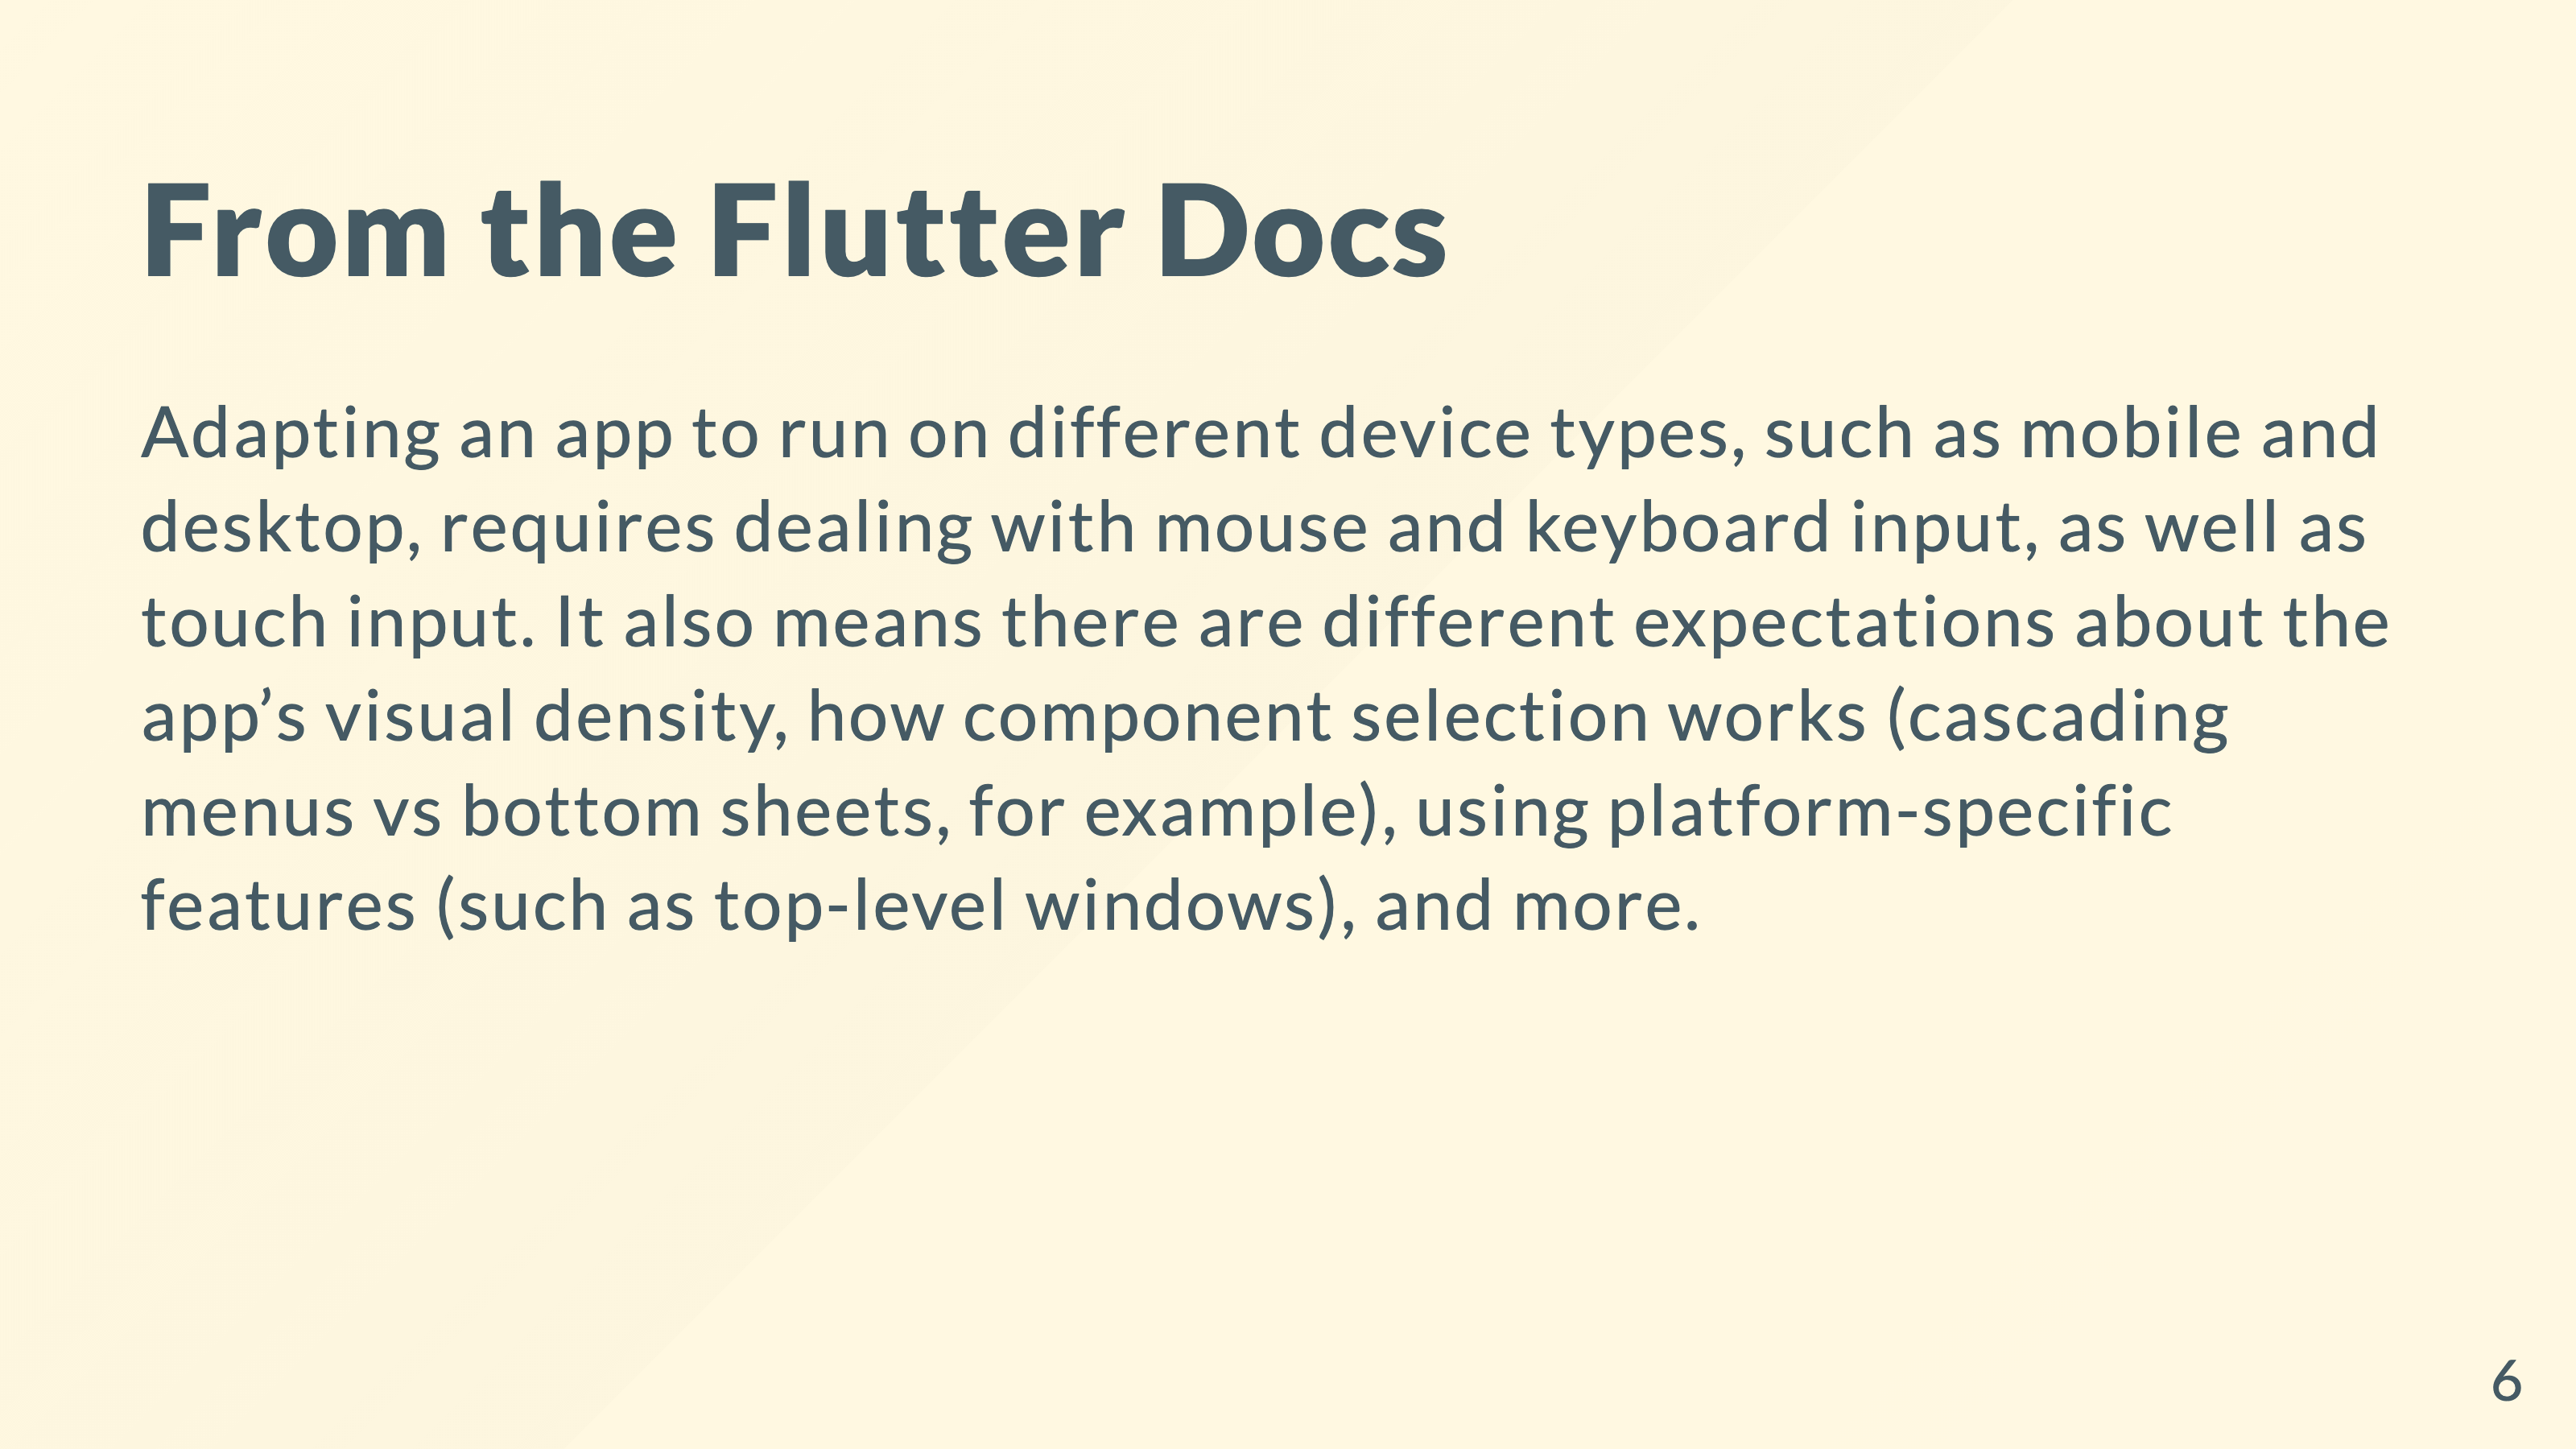 From the Flutter Docs
Adapting an app to run on different device types, such as mobile and
desktop, requires dealing with mouse and keyboard input, as well as
touch input. It also means there are different expectations about the
app’s visual density, how component selection works (cascading
menus vs bottom sheets, for example), using platform-specific
features (such as top-level windows), and more.
6